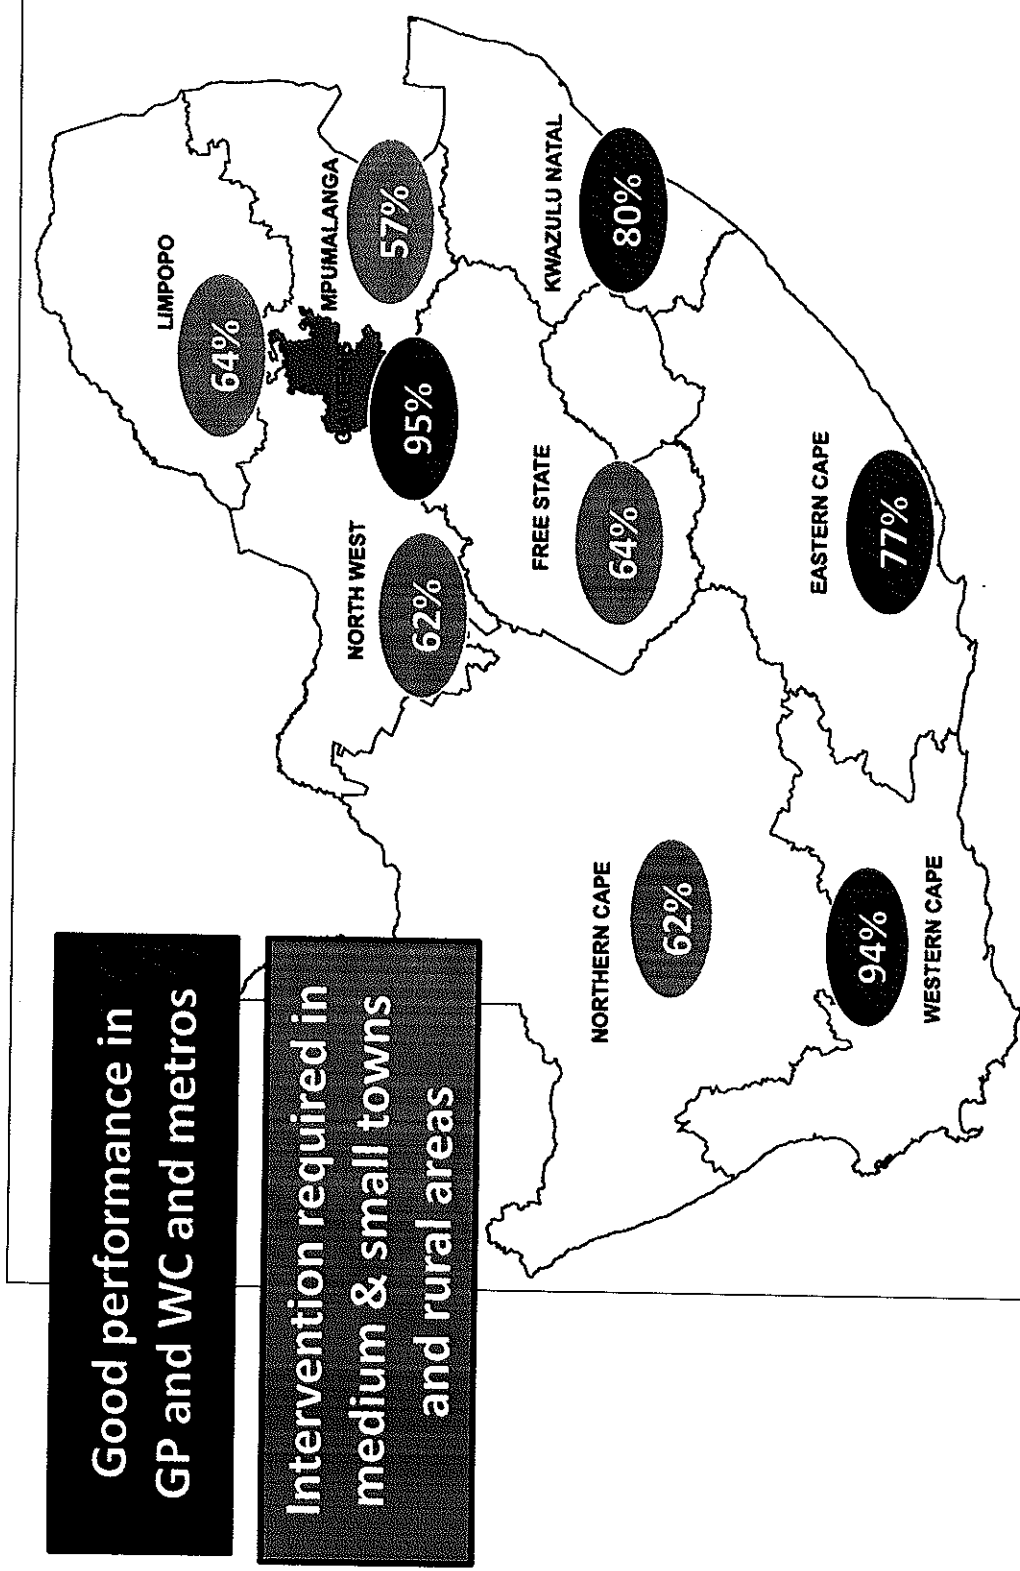 Good performance in
GP and WC and metros
Intervention required in
medium & small towns
and rural areas
LIMPOPO
64%
MPUMALANGA
57%
95%
NORTH WEST
62%
FREE STATE
64%
KWAZULU NATAL
80%
NORTHERN CAPE
62%
EASTERN CAPE
77%
WESTERN CAPE
94%